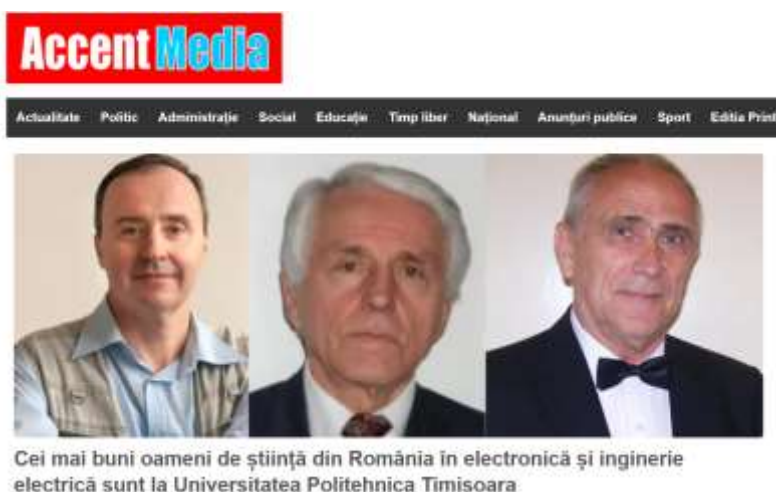 Accent Media
Actualitate Politic Administrație Social Educație Timp liber Național Anunțuri publice Sport Editia Print
Cei mai buni oameni de știință din România în electronică și inginerie
electrică sunt la Universitatea Politehnica Timișoara